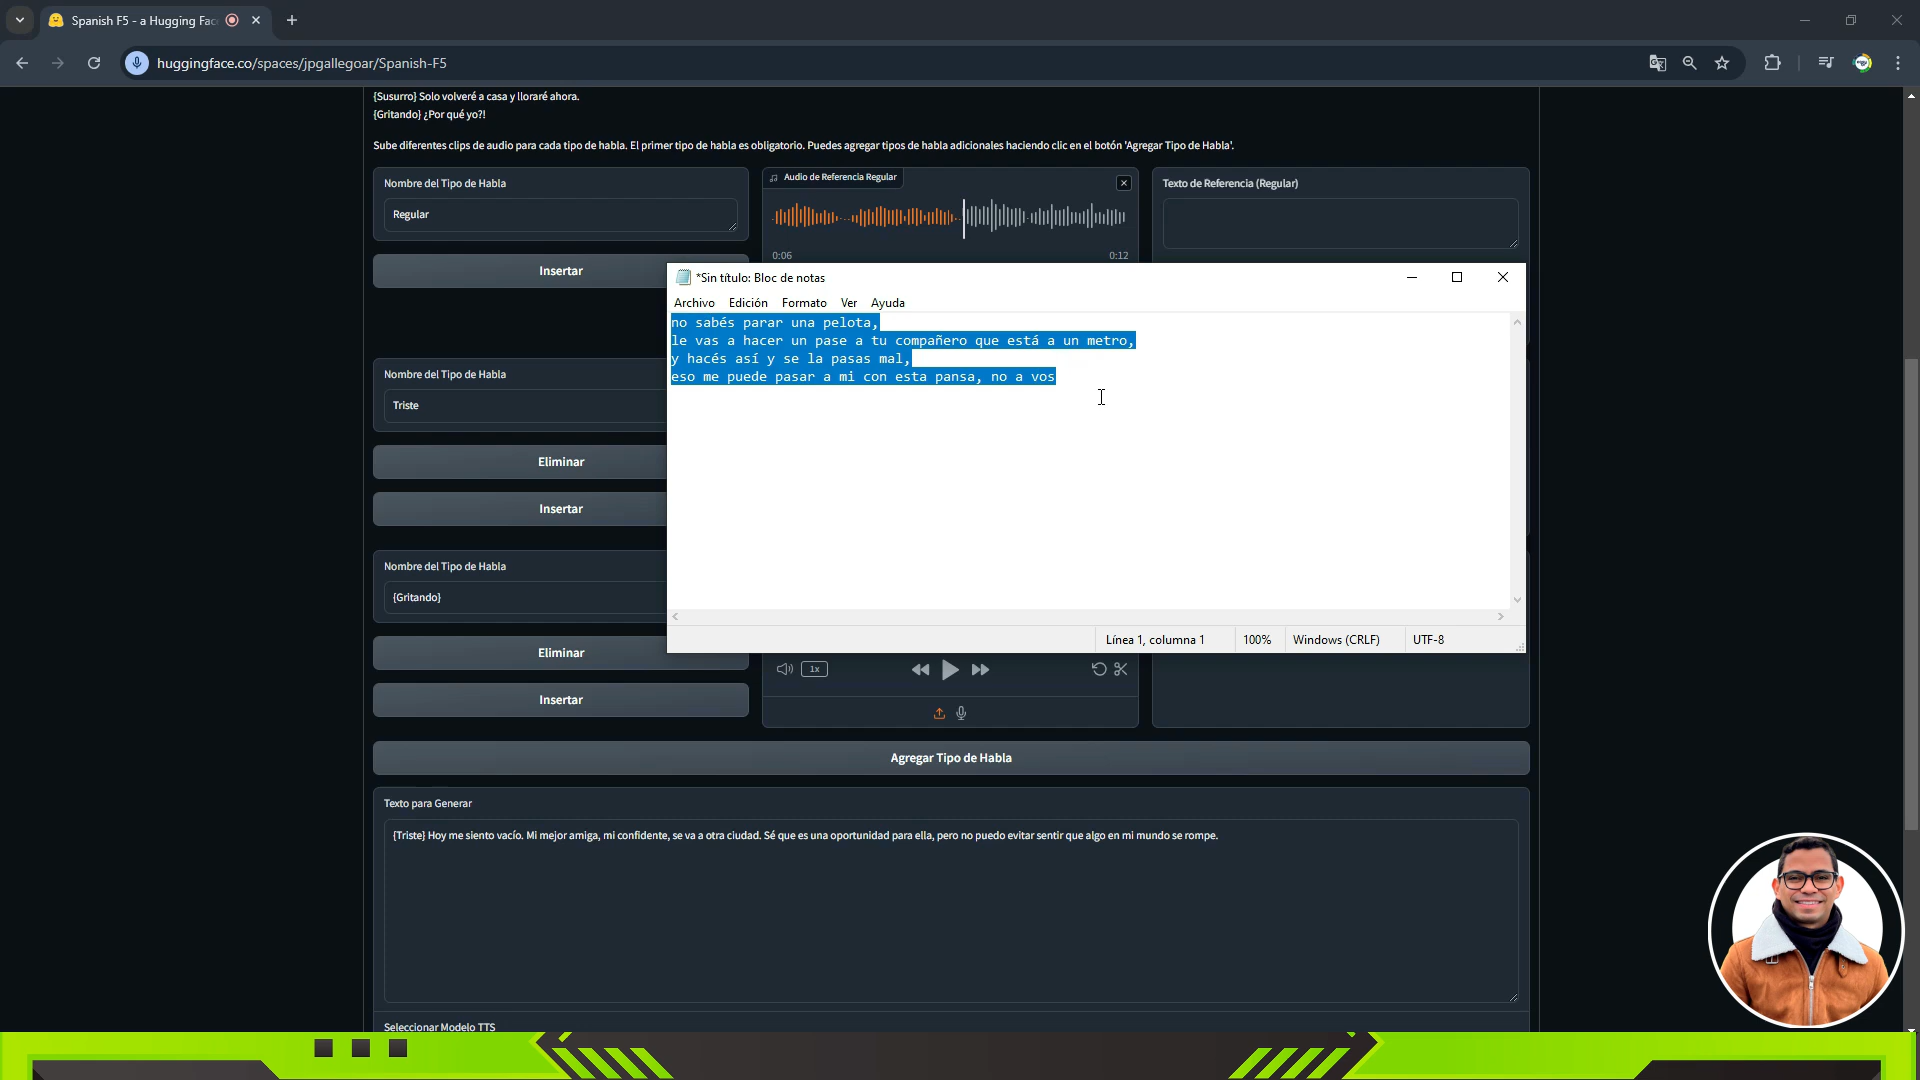 Spanish F5 - a Hugging Fac
huggingface.co/spaces/jpgallegoar/Spanish-F5
{Susurro} Solo volveré a casa y lloraré ahora.
{Gritando} ¿Por qué yo?!
Sube diferentes clips de audio para cada tipo de habla. El primer tipo de habla es obligatorio. Puedes agregar tipos de habla adicionales haciendo clic en el botón 'Agregar Tipo de Habla'.
Nombre del Tipo de Habla
Regular
Insertar
Audio de Referencia Regular
0:06
0:12
Texto de Referencia (Regular)
*Sin título: Bloc de notas
Archivo Edición Formato Ver Ayuda
no sabés parar una pelota,
le vas a hacer un pase a tu compañero que está a un metro,
y hacés así y se la pasas mal,
eso me puede pasar a mi con esta pansa, no a vos
Línea 1, columna 1
100%
Windows (CRLF)
UTF-8
Nombre del Tipo de Habla
Triste
Eliminar
Insertar
Nombre del Tipo de Habla
{Gritando}
Eliminar
Insertar
1x
Agregar Tipo de Habla
Texto para Generar
{Triste} Hoy me siento vacío. Mi mejor amiga, mi confidente, se va a otra ciudad. Sé que es una oportunidad para ella, pero no puedo evitar sentir que algo en mi mundo se rompe.
Seleccionar Modelo TTS